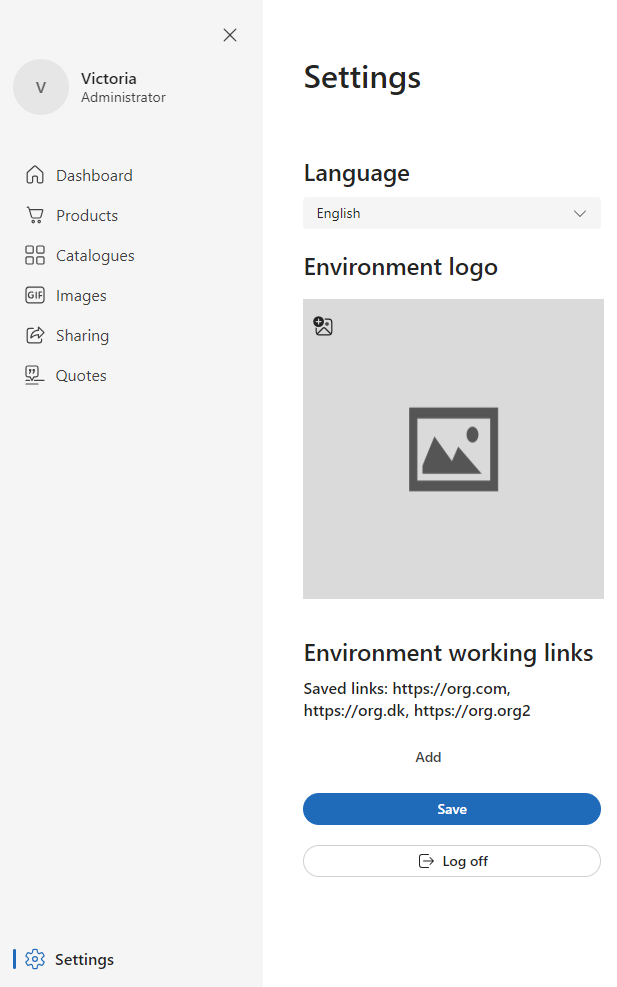 V
Victoria
Administrator
Dashboard
Products
Catalogues
GIF
Images
Sharing
Quotes
Settings
Settings
Language
English
Environment logo
Environment working links
Saved links: https://org.com,
https://org.dk, https://org.org2
Add
Save
Log off